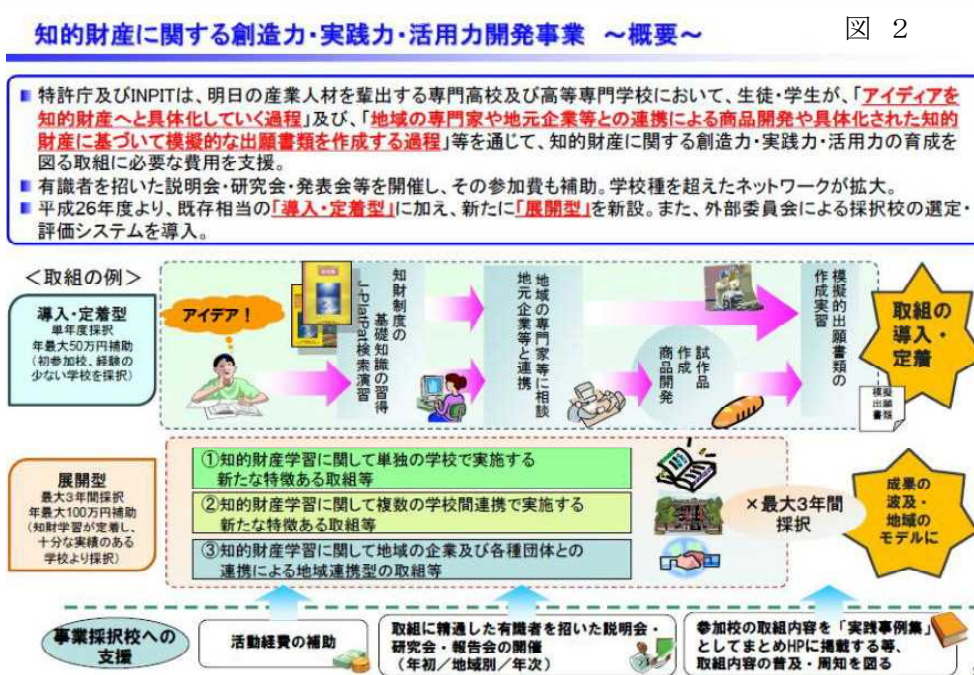 知的財産に関する創造力・実践力・活用力開発事業 ～概要～
図 2
特許庁及びINPITは、明日の産業人材を輩出する専門高校及び高等専門学校において、生徒・学生が、「アイディアを
知的財産へと具体化していく過程」及び、「地域の専門家や地元企業等との連携による商品開発や具体化された知的
財産に基づいて模擬的な出願書類を作成する過程」等を通じて、知的財産に関する創造力・実践力・活用力の育成を
図る取組に必要な費用を支援。
有識者を招いた説明会・研究会・発表会等を開催し、その参加費も補助。学校種を超えたネットワークが拡大。
平成26年度より、既存相当の「導入・定着型」に加え、新たに「展開型」を新設。また、外部委員会による採択校の選定・
評価システムを導入。
＜取組の例＞
導入・定着型
単年度採択
年最大50万円補助
(初参加校、経験の
少ない学校を採択)
アイデア！
知財制度の
基礎知識の習得
J-PlatPat検索演習
地域の専門家等に相談
地元企業等と連携
試作品
作成
商品開発
模擬的出願書類の
作成実習
模擬
出願
書類
取組の
導入・
定着
展開型
最大3年間採択
年最大100万円補助
(知財学習が定着し、
十分な実績のある
学校より採択)
①知的財産学習に関して単独の学校で実施する
新たな特徴ある取組等
②知的財産学習に関して複数の学校間連携で実施する
新たな特徴ある取組等
③知的財産学習に関して地域の企業及び各種団体との
連携による地域連携型の取組等
×最大3年間
採択
成果の
波及・
地域の
モデルに
事業採択校への
支援
活動経費の補助
取組に精通した有識者を招いた説明会・
研究会・報告会の開催
(年初／地域別／年次)
参加校の取組内容を「実践事例集」
としてまとめHPに掲載する等、
取組内容の普及・周知を図る